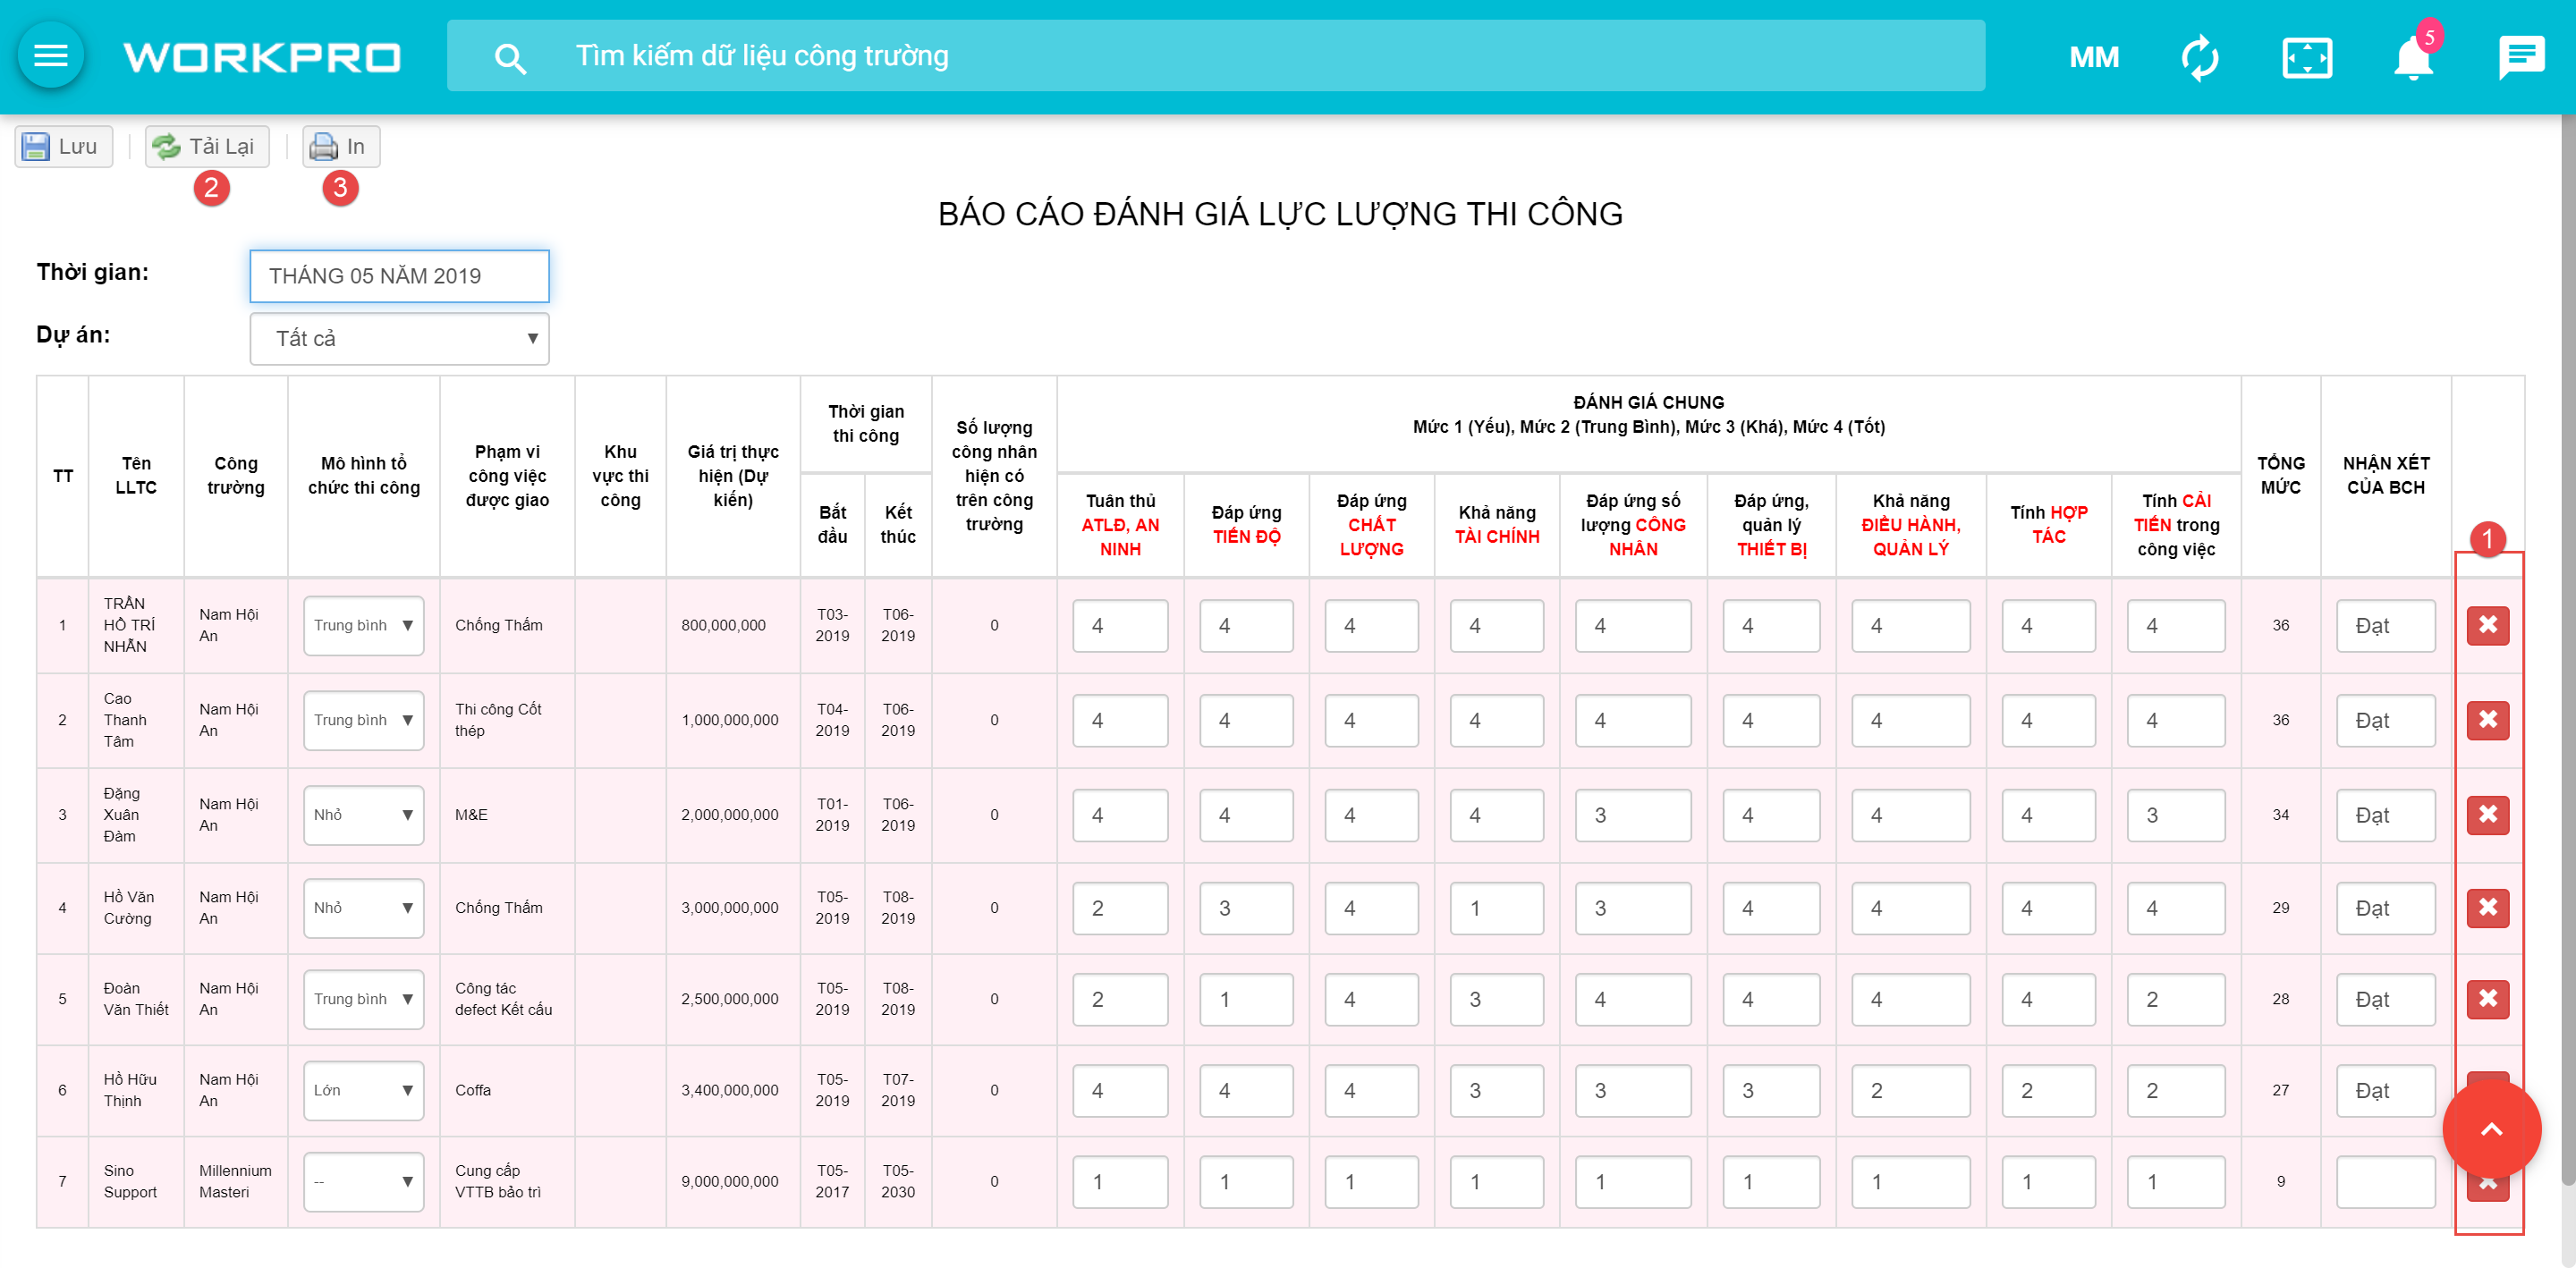 WORKPRO
Tìm kiếm dữ liệu công trường
MM
5
Lưu
Tải Lại
In
2
3
BÁO CÁO ĐÁNH GIÁ LỰC LƯỢNG THI CÔNG
Thời gian:
THÁNG 05 NĂM 2019
Dự án:
Tất cả
TT
Tên
LLTC
Công
trường
Mô hình tổ
chức thi công
Phạm vi
công việc
được giao
Khu
vực thi
công
Giá trị thực
hiện (Dự
kiến)
Thời gian
thi công
Bắt
đầu
Kết
thúc
Số lượng
công nhân
hiện có
trên công
trường
ĐÁNH GIÁ CHUNG
Mức 1 (Yếu), Mức 2 (Trung Bình), Mức 3 (Khá), Mức 4 (Tốt)
Tuân thủ
ATLĐ, AN
NINH
Đáp ứng
TIẾN ĐỘ
Đáp ứng
CHẤT
LƯỢNG
Khả năng
TÀI CHÍNH
Đáp ứng số
lượng CÔNG
NHÂN
Đáp ứng,
quản lý
THIẾT BỊ
Khả năng
ĐIỀU HÀNH,
QUẢN LÝ
Tính HỢP
TÁC
Tính CẢI
TIẾN trong
công việc
TỔNG
MỨC
NHẬN XÉT
CỦA BCH
1
1
TRẦN
HỒ TRÍ
NHẪN
Nam Hội
An
Trung bình
Chống Thấm
800,000,000
T03-
2019
T06-
2019
0
4
4
4
4
4
4
4
4
4
36
Đạt
2
Cao
Thanh
Tâm
Nam Hội
An
Trung bình
Thi công Cốt
thép
1,000,000,000
T04-
2019
T06-
2019
0
4
4
4
4
4
4
4
4
4
36
Đạt
3
Đặng
Xuân
Đàm
Nam Hội
An
Nhỏ
M&E
2,000,000,000
T01-
2019
T06-
2019
0
4
4
4
4
3
4
4
4
3
34
Đạt
4
Hồ Văn
Cường
Nam Hội
An
Nhỏ
Chống Thấm
3,000,000,000
T05-
2019
T08-
2019
0
2
3
4
1
3
4
4
4
4
29
Đạt
5
Đoàn
Văn Thiết
Nam Hội
An
Trung bình
Công tác
defect Kết cấu
2,500,000,000
T05-
2019
T08-
2019
0
2
1
4
3
4
4
4
4
2
28
Đạt
6
Hồ Hữu
Thịnh
Nam Hội
An
Lớn
Coffa
3,400,000,000
T05-
2019
T07-
2019
0
4
4
4
3
3
3
2
2
2
27
Đạt
7
Sino
Support
Millennium
Masteri
--
Cung cấp
VTTB bảo trì
9,000,000,000
T05-
2017
T05-
2030
0
1
1
1
1
1
1
1
1
1
9